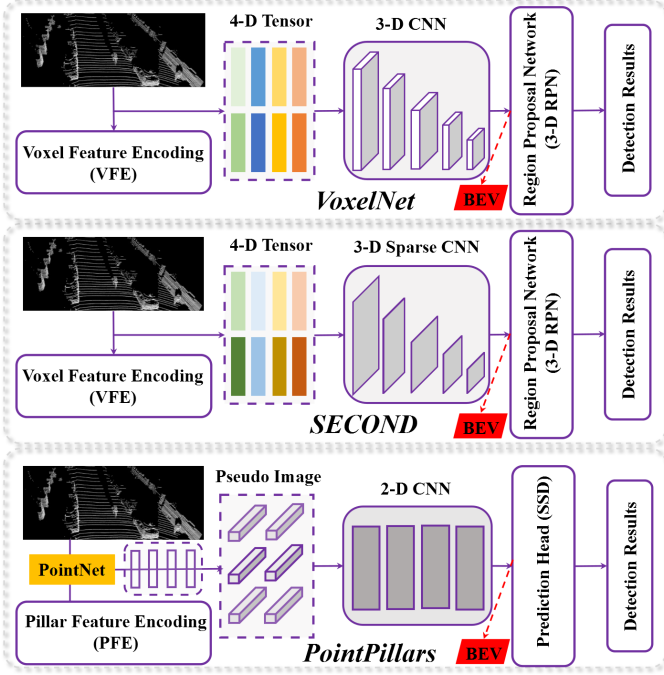 4-D Tensor
3-D CNN
Voxel Feature Encoding
(VFE)
VoxelNet
BEV
Region Proposal Network
(3-D RPN)
Detection Results
4-D Tensor
3-D Sparse CNN
Voxel Feature Encoding
(VFE)
SECOND
BEV
Region Proposal Network
(3-D RPN)
Detection Results
Pseudo Image
2-D CNN
PointNet
Pillar Feature Encoding
(PFE)
PointPillars
BEV
Prediction Head (SSD)
Detection Results